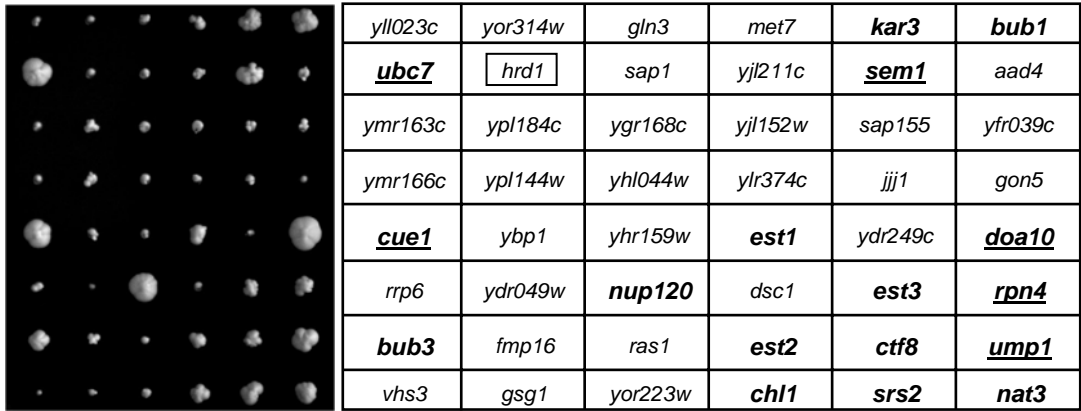 yll023c yor314w gln3 met7 kar3 bub1
ubc7 hrd1 sap1 yjl211c sem1 aad4
ymr163c ypl184c ygr168c yjl152w sap155 yfr039c
ymr166c ypl144w yhl044w ylr374c jjj1 gon5
cue1 ybp1 yhr159w est1 ydr249c doa10
rrp6 ydr049w nup120 dsc1 est3 rpn4
bub3 fmp16 ras1 est2 ctf8 ump1
vhs3 gsg1 yor223w chl1 srs2 nat3